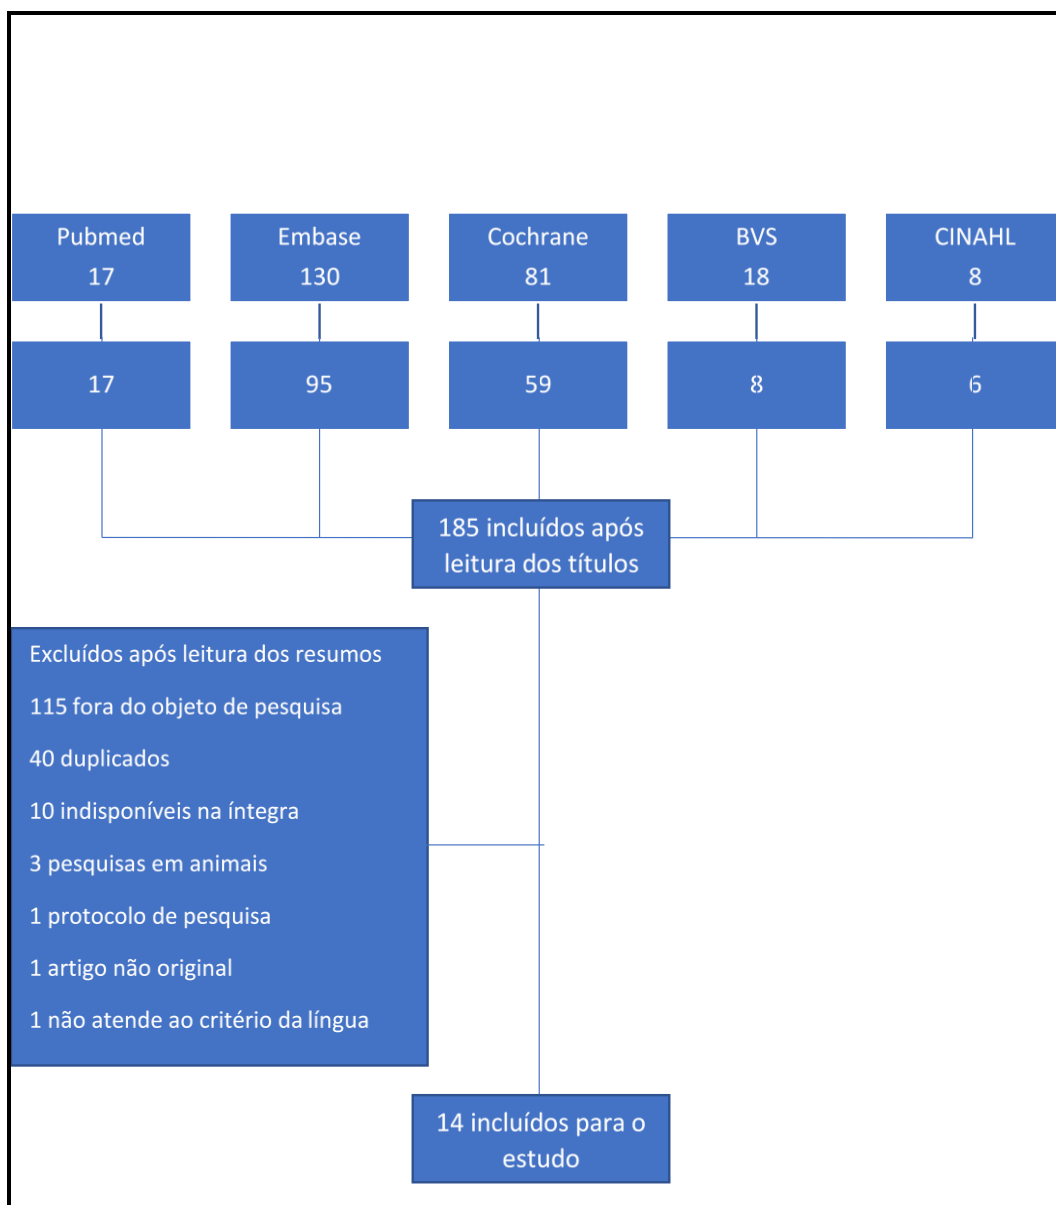 Pubmed
17
Embase
130
Cochrane
81
BVS
18
CINAHL
8
17
95
59
8
6
185 incluídos após
leitura dos títulos
Excluídos após leitura dos resumos
115 fora do objeto de pesquisa
40 duplicados
10 indisponíveis na íntegra
3 pesquisas em animais
1 protocolo de pesquisa
1 artigo não original
1 não atende ao critério da língua
14 incluídos para o
estudo